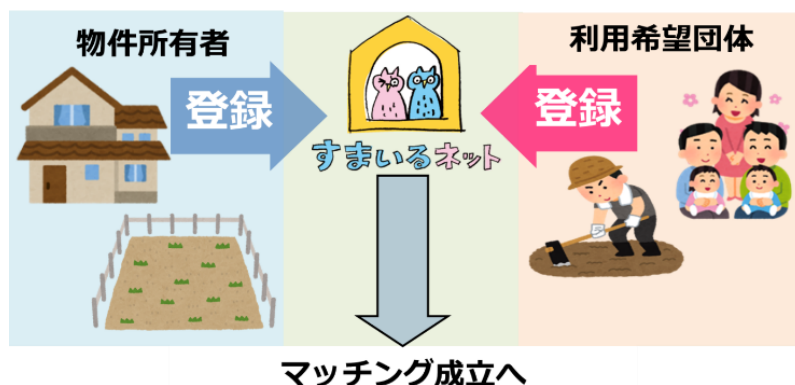 物件所有者
利用希望団体
登録
登録
すまいるネット
マッチング成立へ